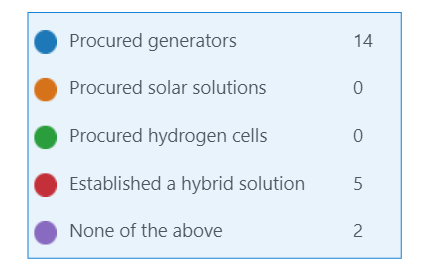 Procured generators 14
Procured solar solutions 0
Procured hydrogen cells 0
Established a hybrid solution 5
None of the above 2